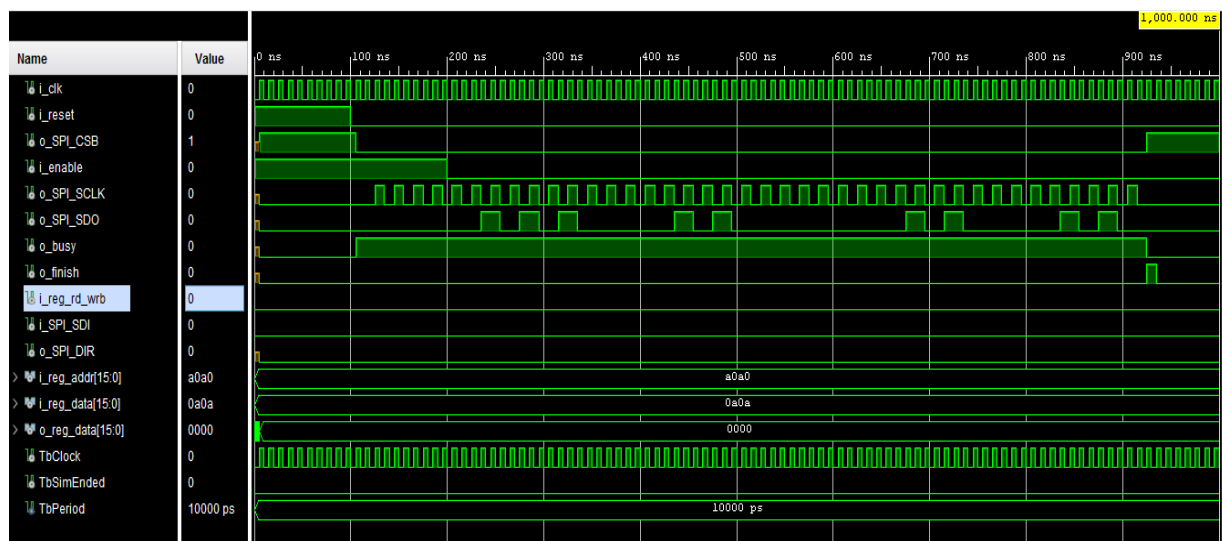 1,000.000 ns
Name Value 0 ns 100 ns 200 ns 300 ns 400 ns 500 ns 600 ns 700 ns 800 ns 900 ns
i_clk 0
i_reset 0
o_SPI_CSB 1
i_enable 0
o_SPI_SCLK 0
o_SPI_SDO 0
o_busy 0
o_finish 0
i_reg_rd_wrb 0
i_SPI_SDI 0
o_SPI_DIR 0
i_reg_addr[15:0] a0a0 a0a0
i_reg_data[15:0] 0a0a 0a0a
o_reg_data[15:0] 0000 0000
TbClock 0
TbSimEnded 0
TbPeriod 10000 ps 10000 ps